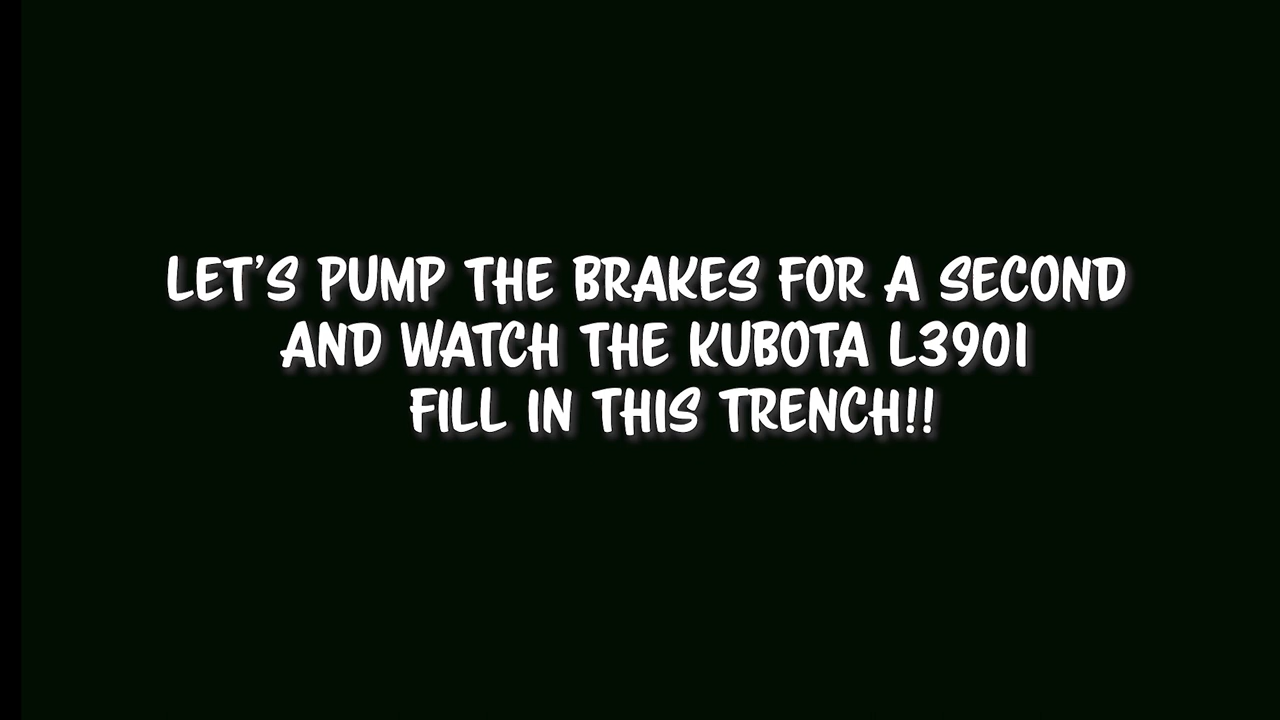 LET'S PUMP THE BRAKES FOR A SECOND
AND WATCH THE KUBOTA L3901
FILL IN THIS TRENCH!!